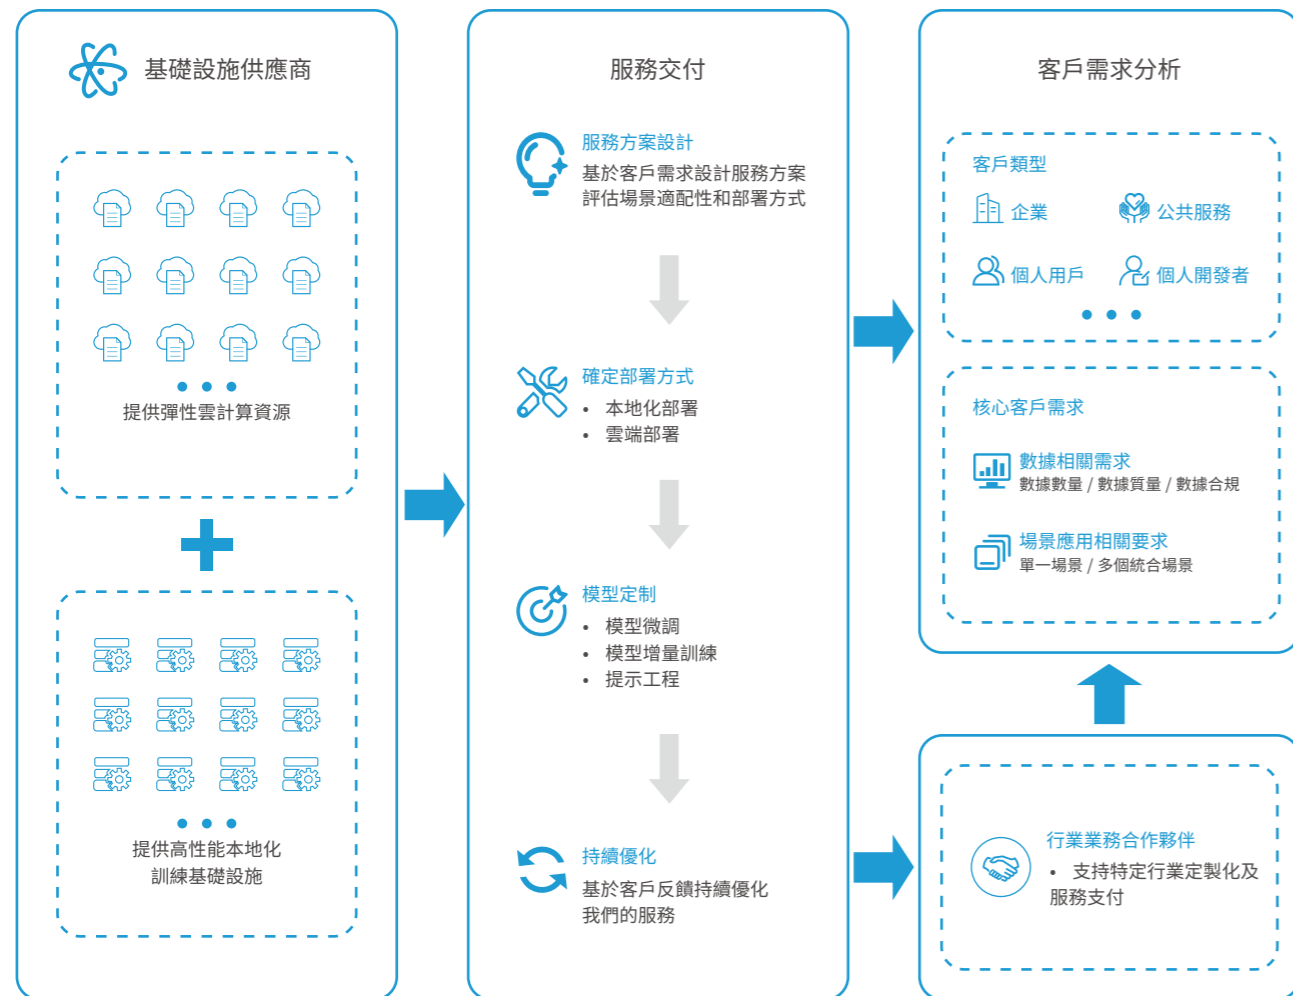 基礎設施供應商
提供彈性雲計算資源
提供高性能本地化
訓練基礎設施
服務交付
服務方案設計
基於客戶需求設計服務方案
評估場景適配性和部署方式
確定部署方式
• 本地化部署
• 雲端部署
模型定制
• 模型微調
• 模型增量訓練
• 提示工程
持續優化
基於客戶反饋持續優化
我們的服務
客戶需求分析
客戶類型
企業
公共服務
個人用戶
個人開發者
核心客戶需求
數據相關需求
數據數量 / 數據質量 / 數據合規
場景應用相關要求
單一場景 / 多個統合場景
行業業務合作夥伴
• 支持特定行業定製化及
服務支付